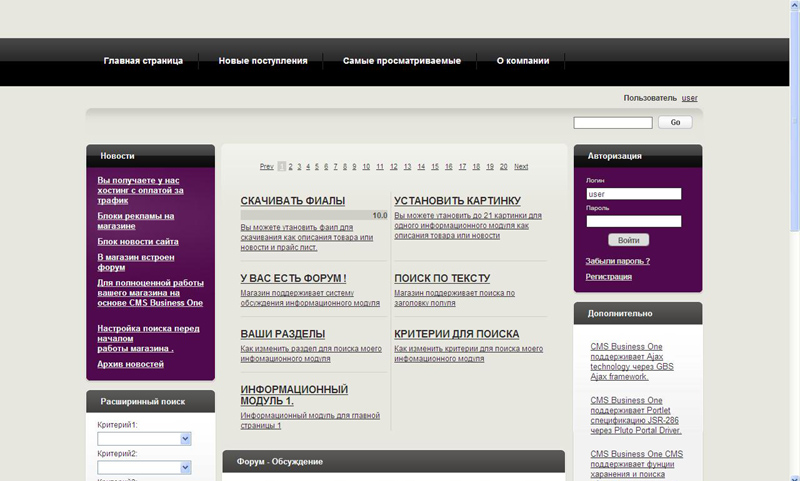 Главная страница
Новые поступления
Самые просматриваемые
О компании
Пользователь user
Go
Новости
Вы получаете у нас
хостинг с оплатой за
трафик
Блоки рекламы на
магазине
Блок новости сайта
В магазин встроен
форум
Для полноценной работы
вашего магазина на
основе CMS Business One
Настройка поиска перед
началом
работы магазина .
Архив новостей
Расширинный поиск
Критерий1:
Критерий2:
Prev 1 2 3 4 5 6 7 8 9 10 11 12 13 14 15 16 17 18 19 20 Next
СКАЧИВАТЬ ФИАЛЫ
10.0
Вы можете установить фаил для
скачивания как описания товара или
новости и прайс лист.
УСТАНОВИТЬ КАРТИНКУ
Вы можете установить до 21 картинки для
одного информационного модуля как
описания товара или новости
У ВАС ЕСТЬ ФОРУМ !
Магазин поддерживает систему
обсуждения информационого модуля
ПОИСК ПО ТЕКСТУ
Магазин поддерживает поиска по
заголовку популя
ВАШИ РАЗДЕЛЫ
Как изменить раздел для поиска моего
инфомационного модуля
КРИТЕРИИ ДЛЯ ПОИСКА
Как изменить критерии для поиска моего
инфомационного модуля
ИНФОРМАЦИОННЫЙ
МОДУЛЬ 1.
Информационный модуль для главной
страницы 1
Форум - Обсуждение
Авторизация
Логин
user
Пароль
Войти
Забыли пароль ?
Регистрация
Дополнительно
CMS Business One
поддерживает Ajax
technology через GBS
Ajax framework.
CMS Business One
поддерживает Portlet
спецификацию JSR-286
через Pluto Portal Driver.
CMS Business One CMS
поддерживает фунции
харанения и поиска